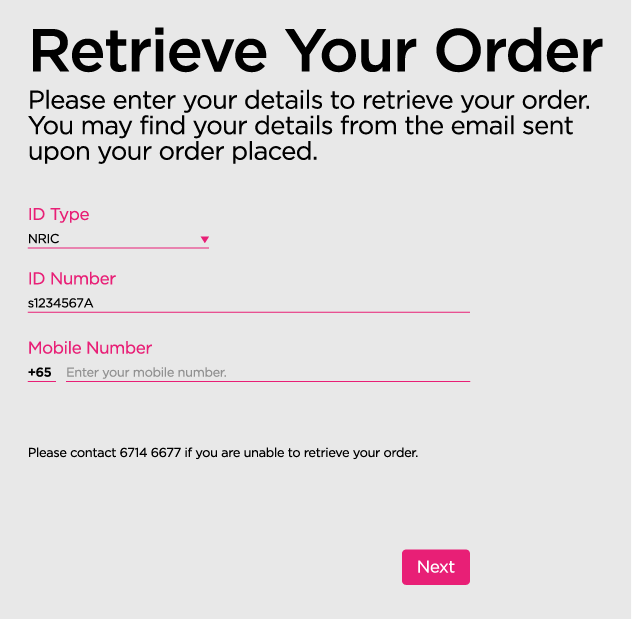 Retrieve Your Order
Please enter your details to retrieve your order.
You may find your details from the email sent
upon your order placed.
ID Type
NRIC
ID Number
s1234567A
Mobile Number
+65 Enter your mobile number.
Please contact 6714 6677 if you are unable to retrieve your order.
Next